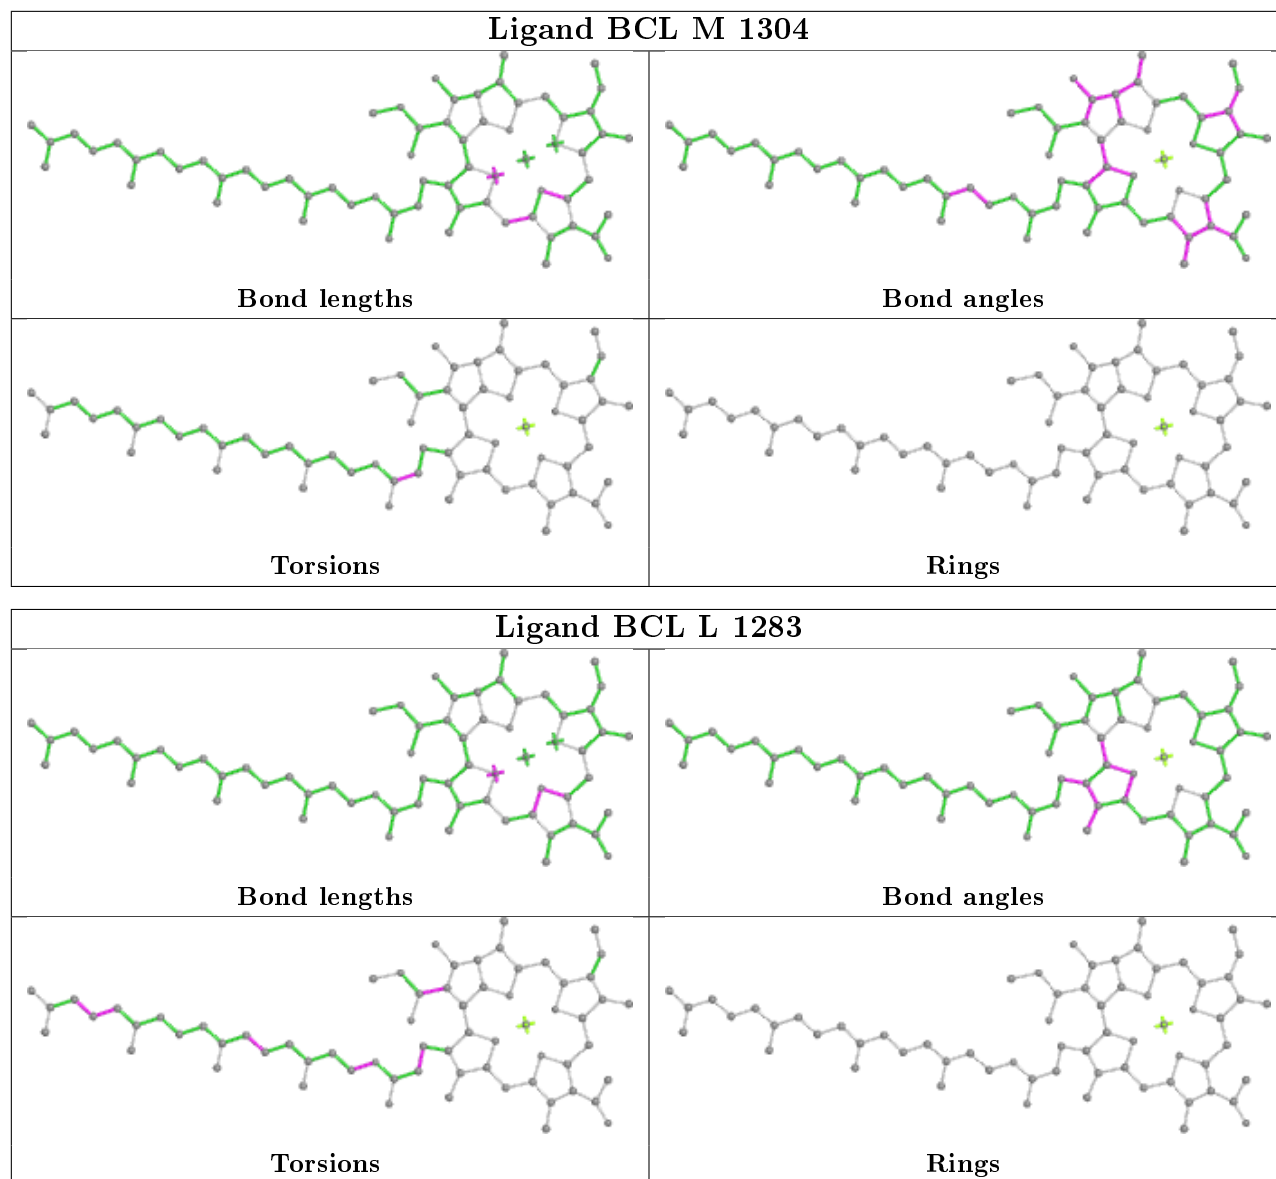 Ligand BCL M 1304
Bond lengths
Bond angles
Torsions
Rings
Ligand BCL L 1283
Bond lengths
Bond angles
Torsions
Rings